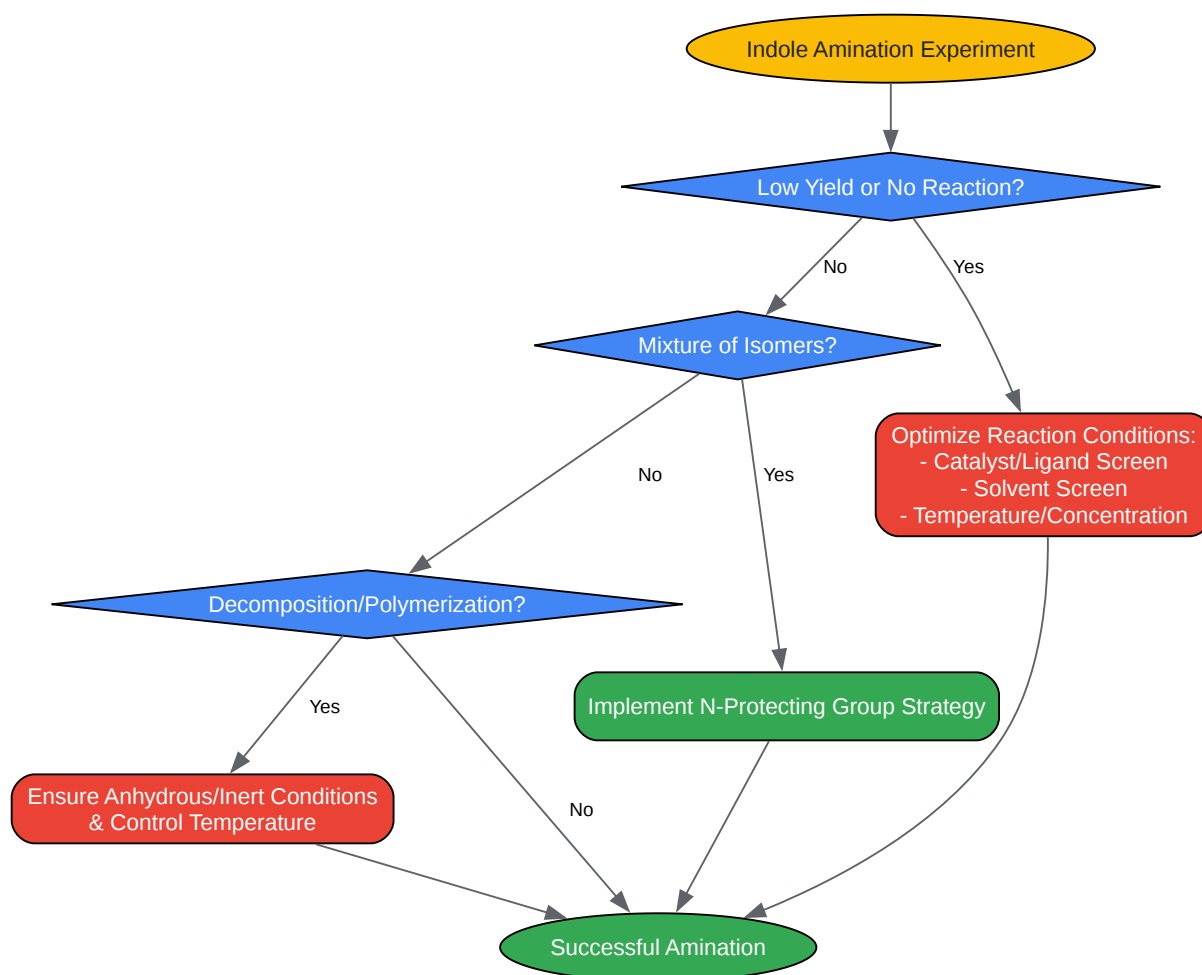 Indole Amination Experiment
Low Yield or No Reaction?
No
Yes
Mixture of Isomers?
Optimize Reaction Conditions:
- Catalyst/Ligand Screen
- Solvent Screen
- Temperature/Concentration
No
Yes
Decomposition/Polymerization?
Implement N-Protecting Group Strategy
Yes
No
Ensure Anhydrous/Inert Conditions
& Control Temperature
Successful Amination